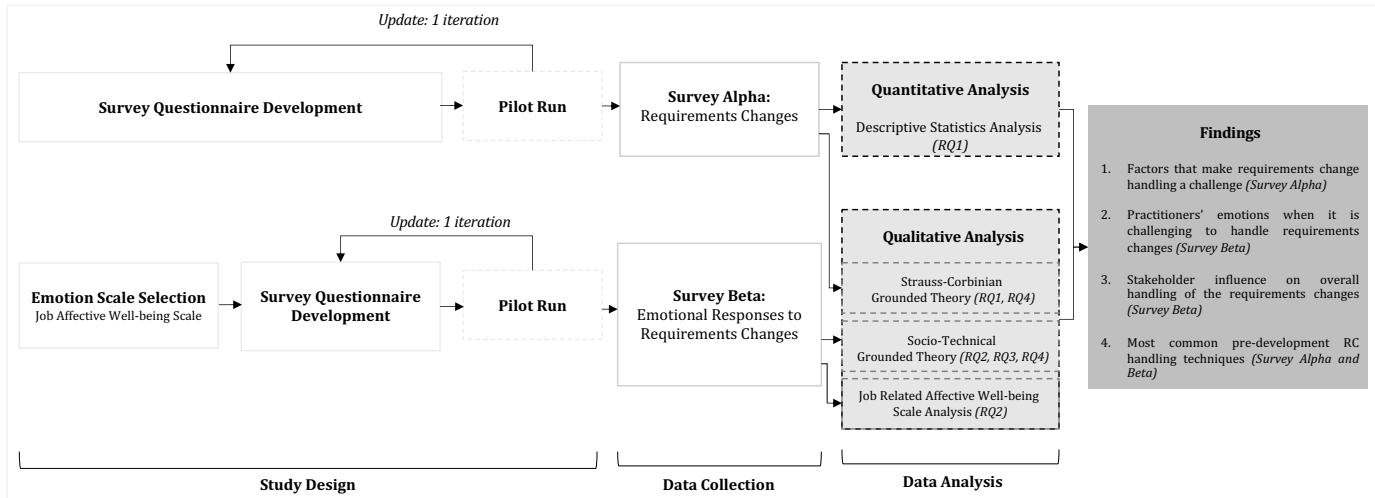 Update: 1 iteration
Survey Questionnaire Development
Pilot Run
Survey Alpha:
Requirements Changes
Quantitative Analysis
Descriptive Statistics Analysis
(RQ1)
Update: 1 iteration
Emotion Scale Selection
Job Affective Well-being Scale
Survey Questionnaire
Development
Pilot Run
Survey Beta:
Emotional Responses to
Requirements Changes
Qualitative Analysis
Strauss-Corbinian
Grounded Theory (RQ1, RQ4)
Socio-Technical
Grounded Theory (RQ2, RQ3, RQ4)
Job Related Affective Well-being
Scale Analysis (RQ2)
Findings
1. Factors that make requirements change
handling a challenge (Survey Alpha)
2. Practitioners' emotions when it is
challenging to handle requirements
changes (Survey Beta)
3. Stakeholder influence on overall
handling of the requirements changes
(Survey Beta)
4. Most common pre-development RC
handling techniques (Survey Alpha and
Beta)
Study Design
Data Collection
Data Analysis